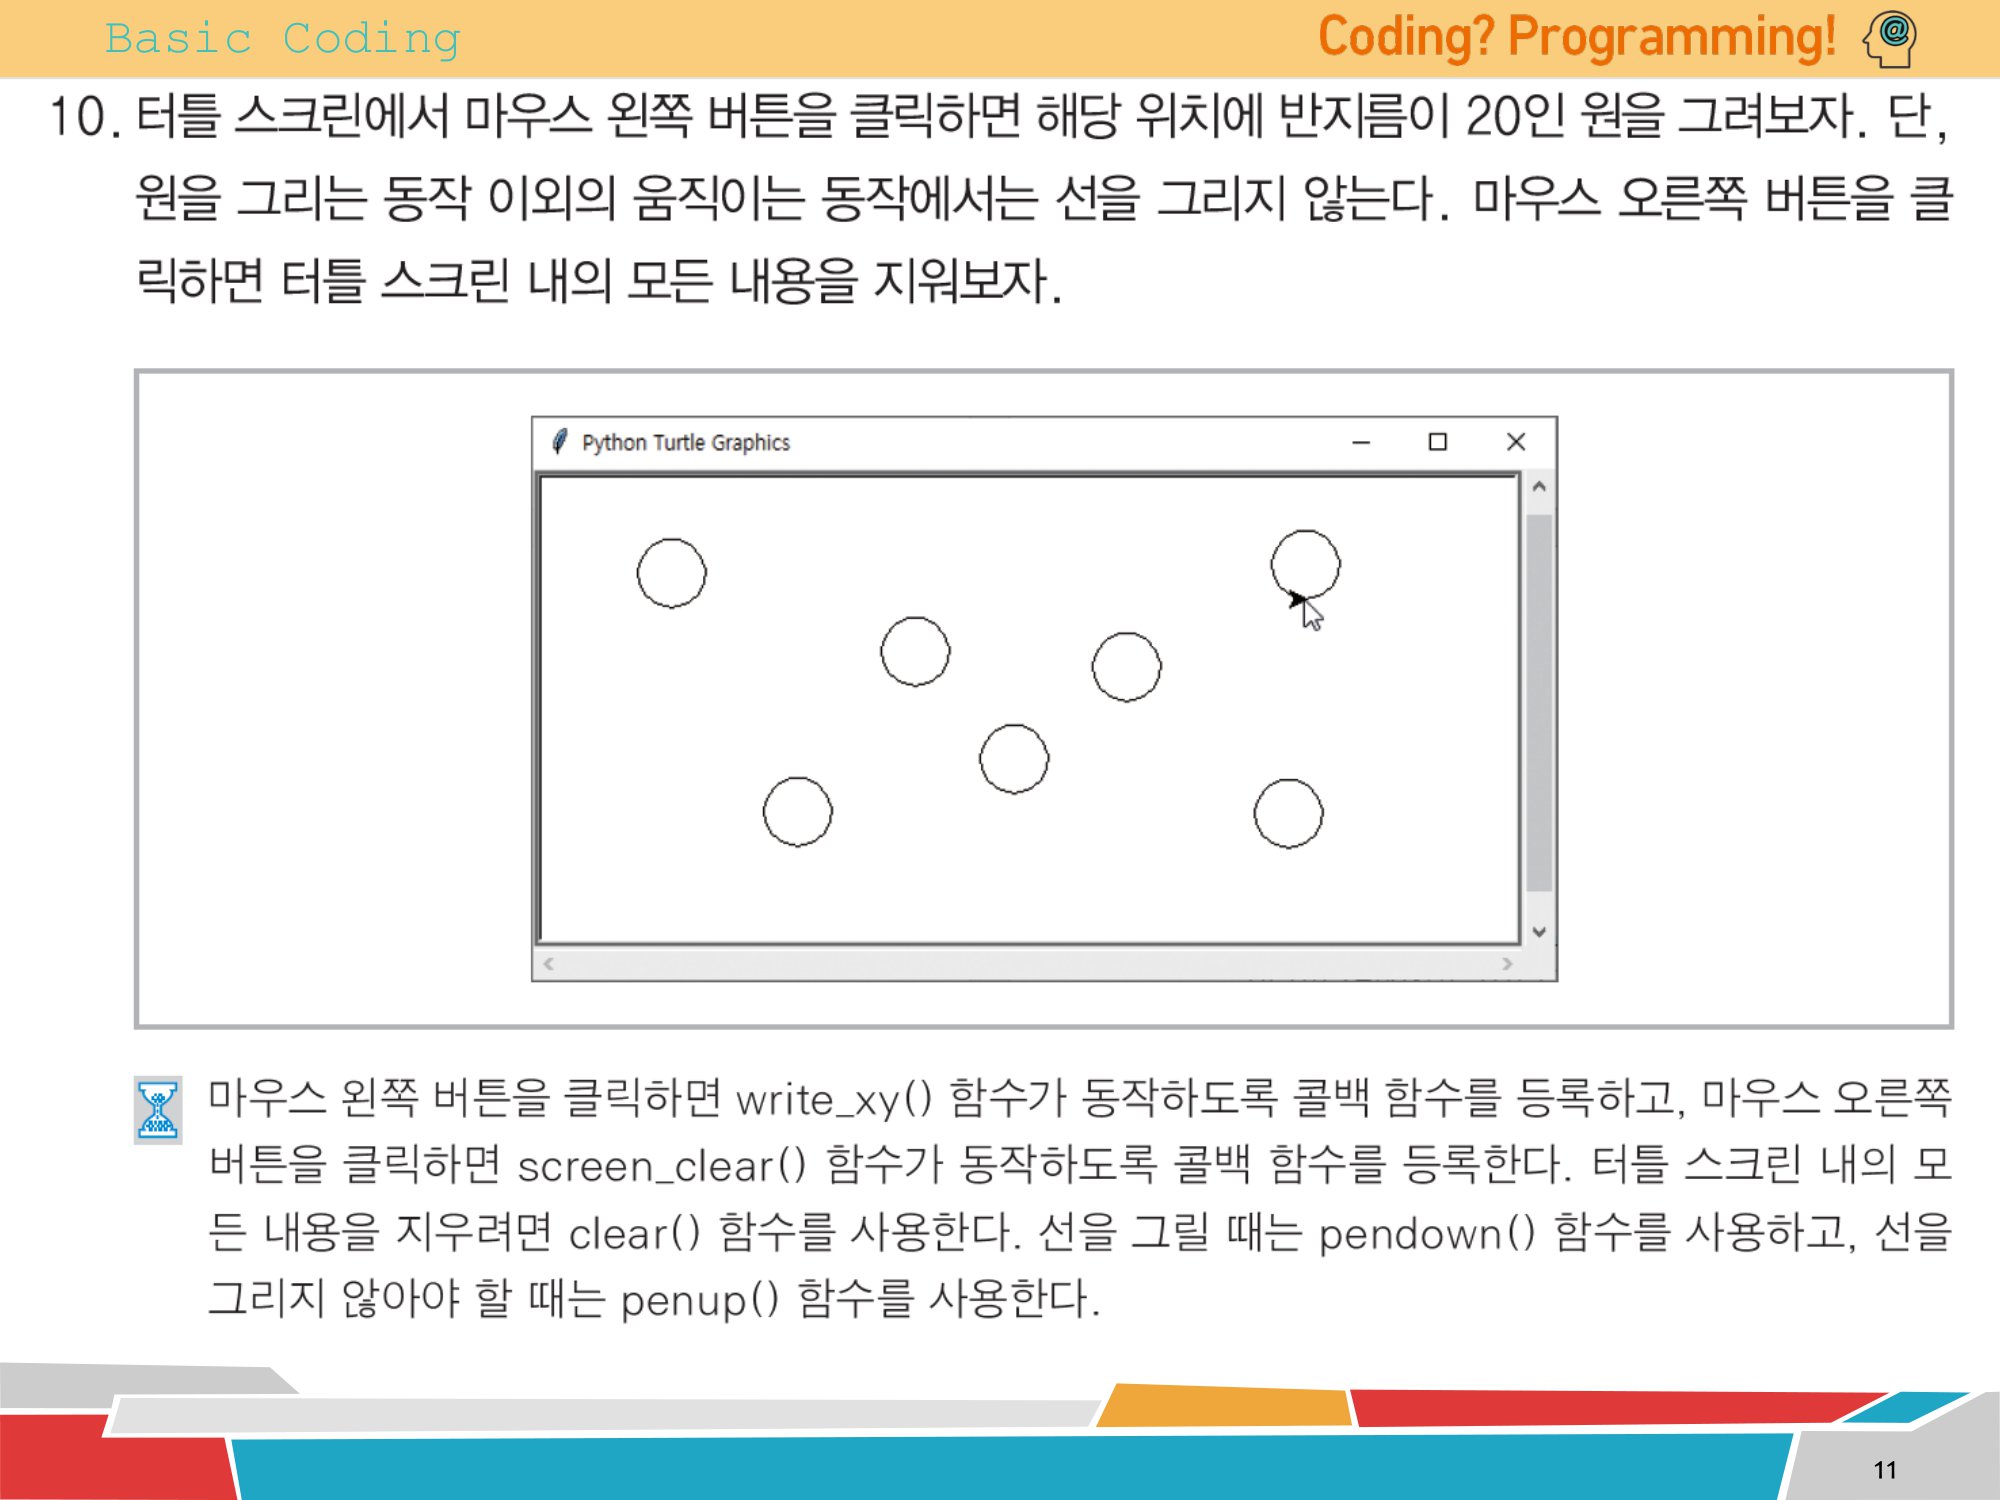 Basic Coding
Coding? Programming!
@
10. 터틀 스크린에서 마우스 왼쪽 버튼을 클릭하면 해당 위치에 반지름이 20인 원을 그려보자. 단,
원을 그리는 동작 이외의 움직이는 동작에서는 선을 그리지 않는다. 마우스 오른쪽 버튼을 클
릭하면 터틀 스크린 내의 모든 내용을 지워보자.
Python Turtle Graphics
마우스 왼쪽 버튼을 클릭하면 write_xy() 함수가 동작하도록 콜백 함수를 등록하고, 마우스 오른쪽
버튼을 클릭하면 screen_clear() 함수가 동작하도록 콜백 함수를 등록한다. 터틀 스크린 내의 모
든 내용을 지우려면 clear() 함수를 사용한다. 선을 그릴 때는 pendown() 함수를 사용하고, 선을
그리지 않아야 할 때는 penup() 함수를 사용한다.
11